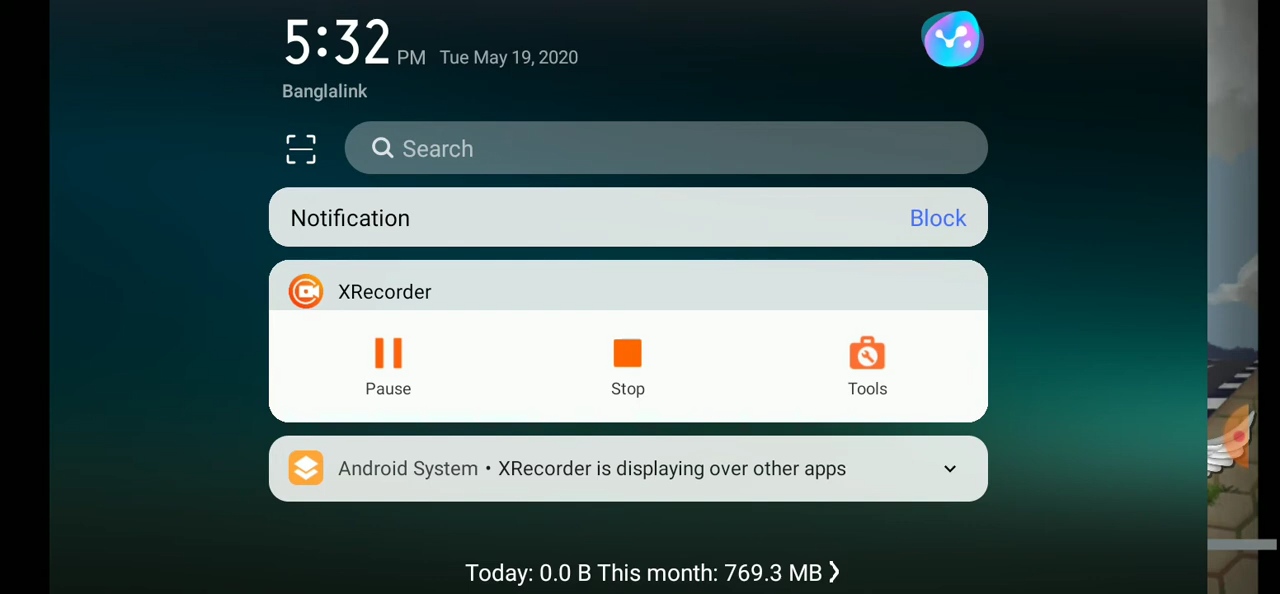 5:32 PM Tue May 19, 2020
Banglalink
Search
Notification Block
XRecorder
Pause Stop Tools
Android System • XRecorder is displaying over other apps
Today: 0.0 B This month: 769.3 MB ❯